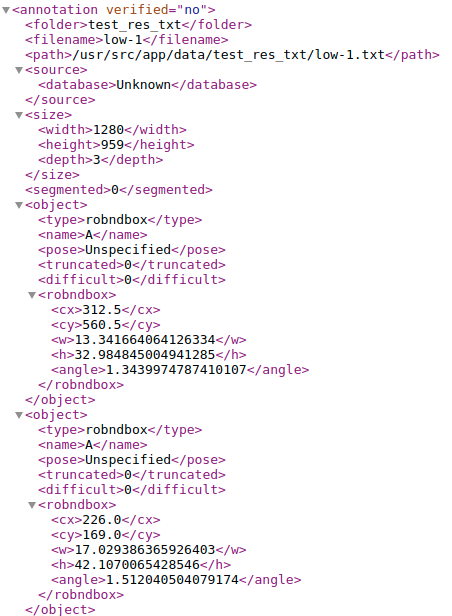 <annotation verified="no">
<folder>test_res_txt</folder>
<filename>low-1</filename>
<path>/usr/src/app/data/test_res_txt/low-1.txt</path>
<source>
<database>Unknown</database>
</source>
<size>
<width>1280</width>
<height>959</height>
<depth>3</depth>
</size>
<segmented>0</segmented>
<object>
<type>robndbox</type>
<name>A</name>
<pose>Unspecified</pose>
<truncated>0</truncated>
<difficult>0</difficult>
<robndbox>
<cx>312.5</cx>
<cy>560.5</cy>
<w>13.341664064126334</w>
<h>32.984845004941285</h>
<angle>1.3439974787410107</angle>
</robndbox>
</object>
<object>
<type>robndbox</type>
<name>A</name>
<pose>Unspecified</pose>
<truncated>0</truncated>
<difficult>0</difficult>
<robndbox>
<cx>226.0</cx>
<cy>169.0</cy>
<w>17.029386365926403</w>
<h>42.1070065428546</h>
<angle>1.512040504079174</angle>
</robndbox>
</object>